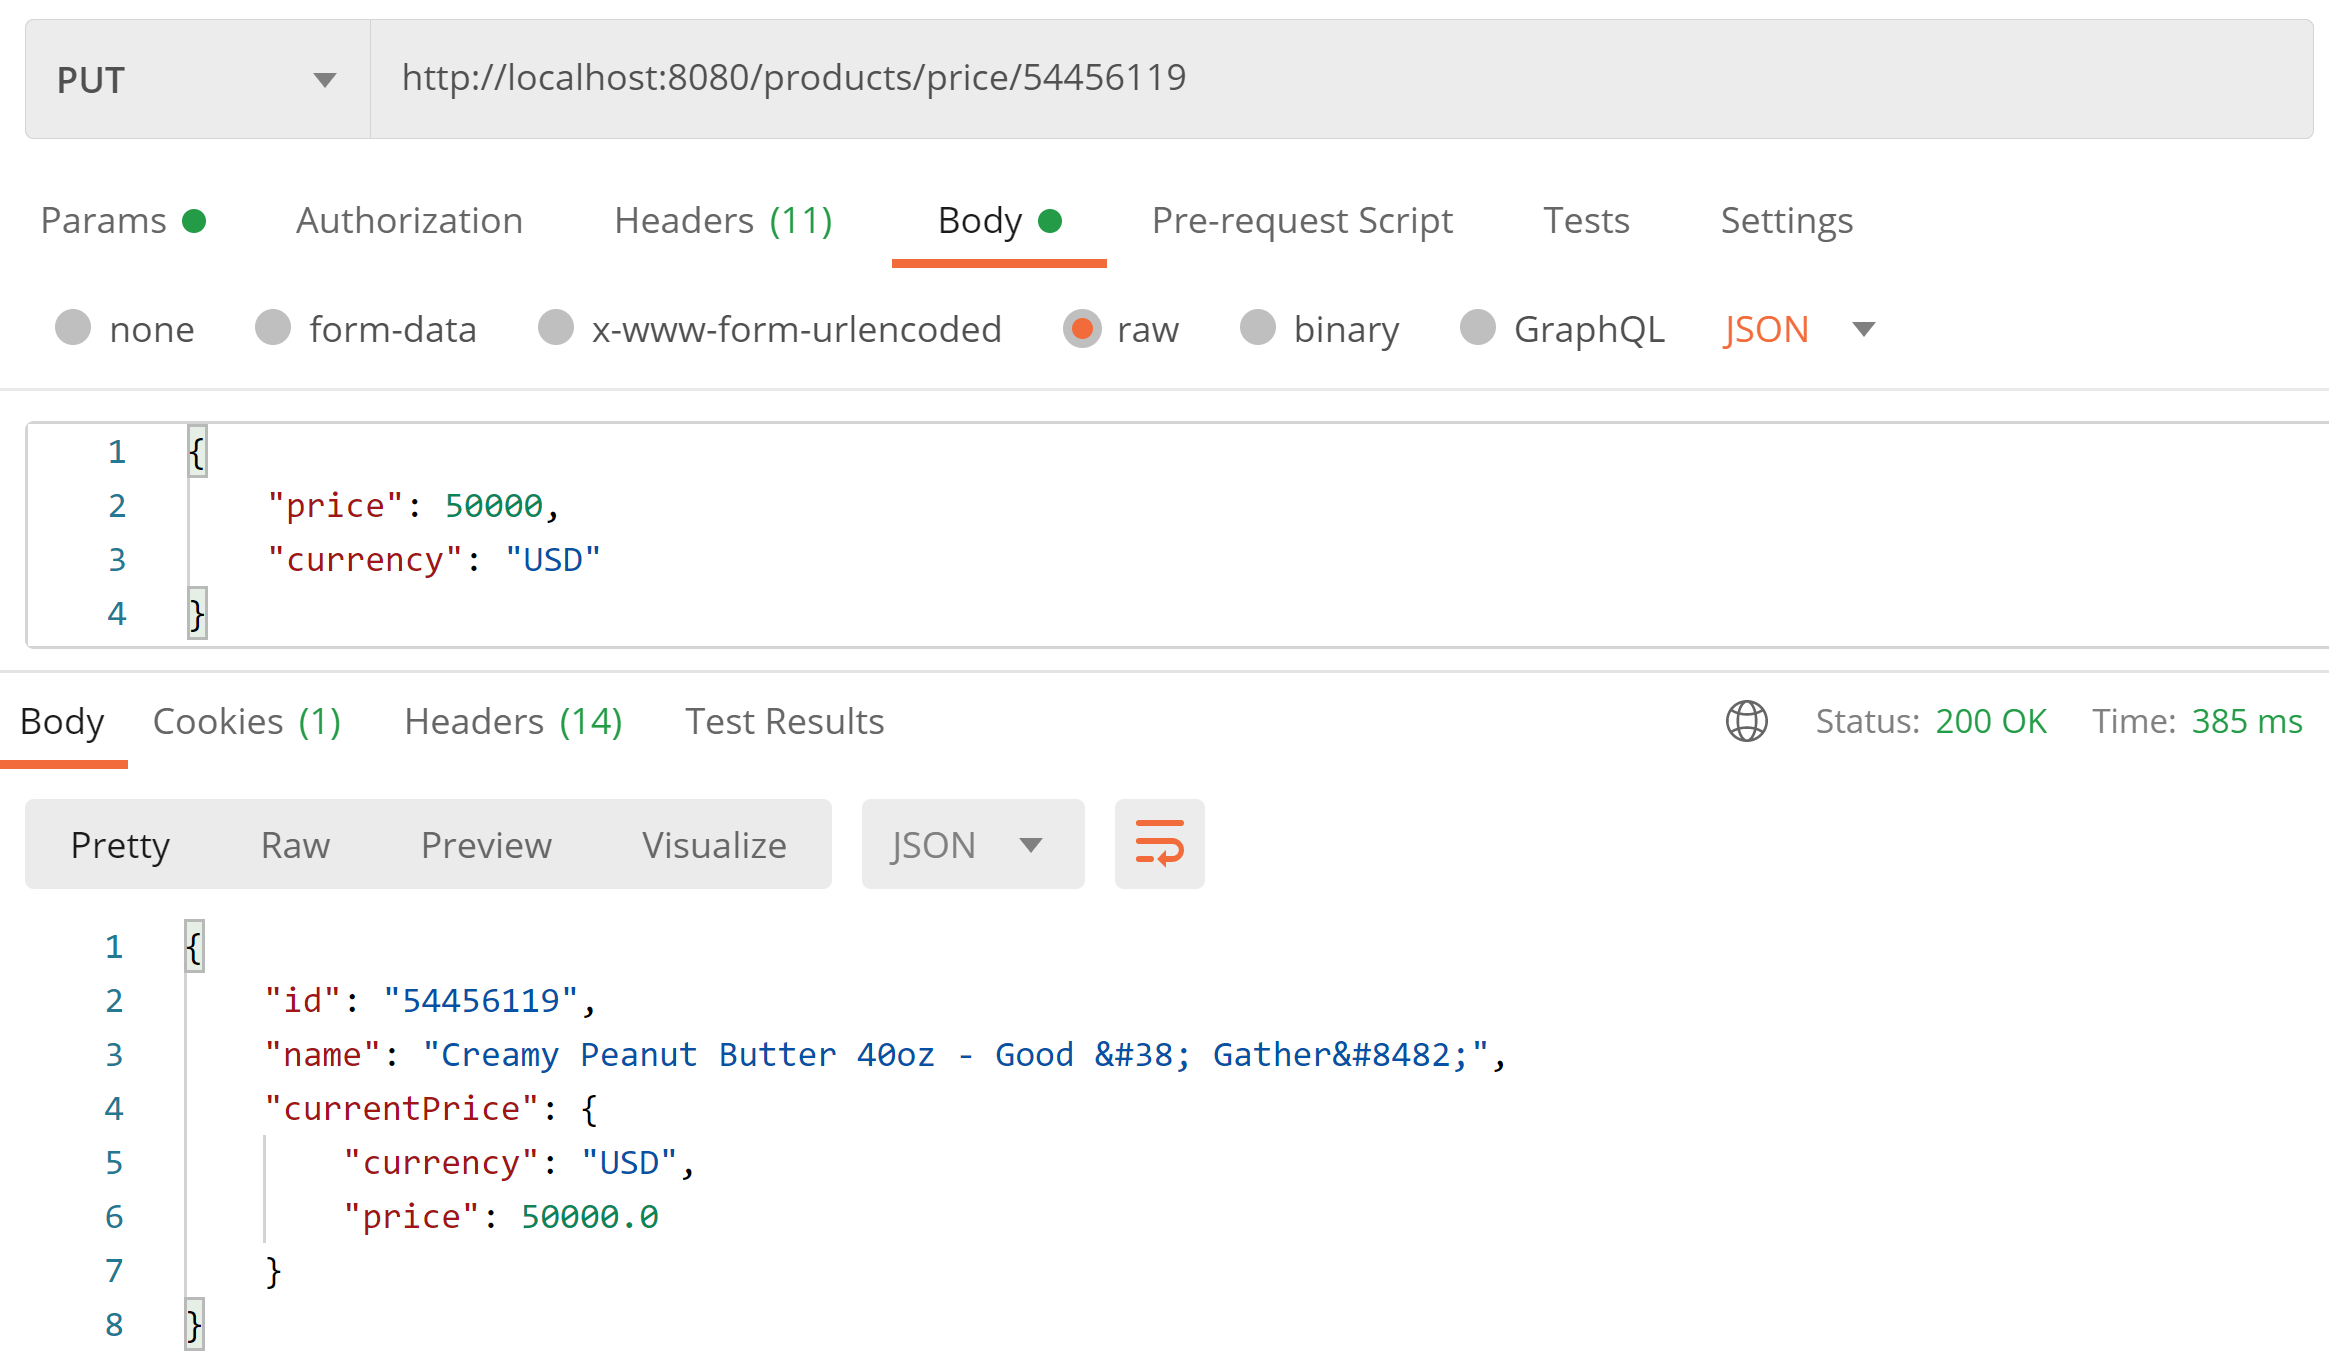 PUT http://localhost:8080/products/price/54456119
Params Authorization Headers (11) Body Pre-request Script Tests Settings
none form-data x-www-form-urlencoded raw binary GraphQL JSON
1 {
2 "price": 50000,
3 "currency": "USD"
4 }
Body Cookies (1) Headers (14) Test Results Status: 200 OK Time: 385 ms
Pretty Raw Preview Visualize JSON
1 {
2 "id": "54456119",
3 "name": "Creamy Peanut Butter 40oz - Good &#38; Gather&#8482;",
4 "currentPrice": {
5 "currency": "USD",
6 "price": 50000.0
7 }
8 }